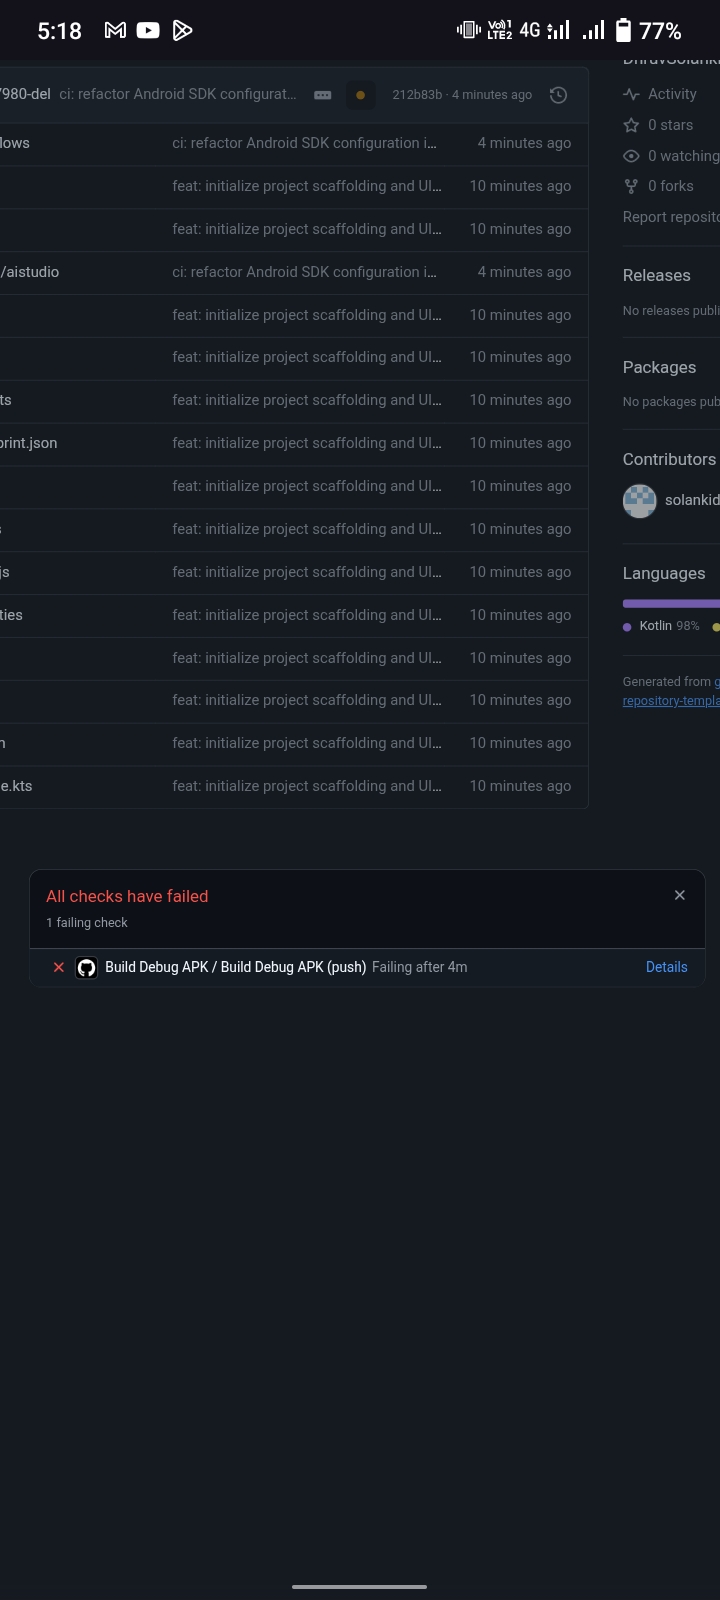 5:18 Vo)) 1 LTE2 4G 77%
7980-del ci: refactor Android SDK configurat... 212b83b · 4 minutes ago
lows ci: refactor Android SDK configuration i... 4 minutes ago
feat: initialize project scaffolding and UI... 10 minutes ago
feat: initialize project scaffolding and UI... 10 minutes ago
/aistudio ci: refactor Android SDK configuration i... 4 minutes ago
feat: initialize project scaffolding and UI... 10 minutes ago
feat: initialize project scaffolding and UI... 10 minutes ago
ts feat: initialize project scaffolding and UI... 10 minutes ago
print.json feat: initialize project scaffolding and UI... 10 minutes ago
feat: initialize project scaffolding and UI... 10 minutes ago
s feat: initialize project scaffolding and UI... 10 minutes ago
js feat: initialize project scaffolding and UI... 10 minutes ago
ties feat: initialize project scaffolding and UI... 10 minutes ago
feat: initialize project scaffolding and UI... 10 minutes ago
feat: initialize project scaffolding and UI... 10 minutes ago
n feat: initialize project scaffolding and UI... 10 minutes ago
e.kts feat: initialize project scaffolding and UI... 10 minutes ago
Activity
0 stars
0 watching
0 forks
Report reposito
Releases
No releases publi
Packages
No packages pub
Contributors
solankid
Languages
Kotlin 98%
Generated from g
repository-templa
All checks have failed
1 failing check
Build Debug APK / Build Debug APK (push) Failing after 4m Details